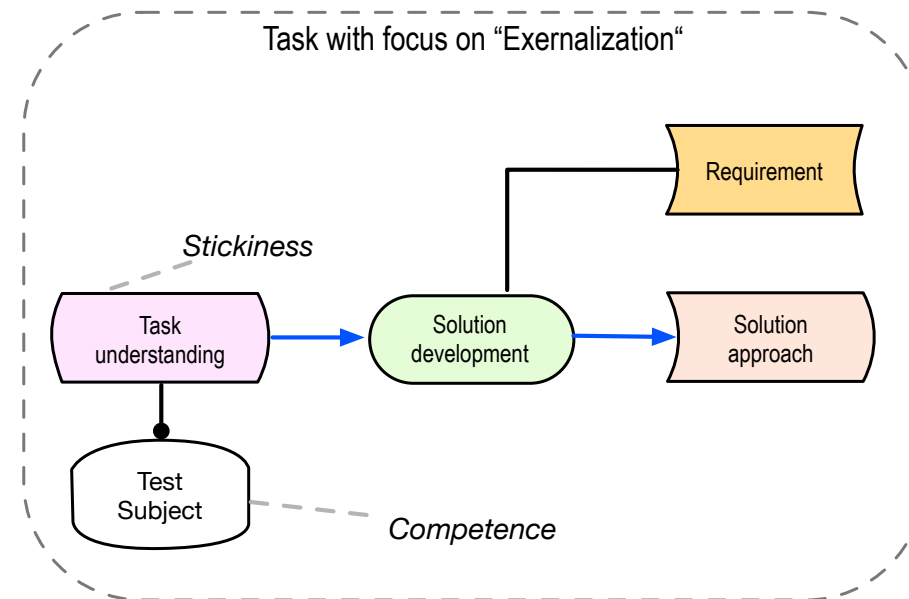 Task with focus on “Exernalization“
Requirement
Stickiness
Task
understanding
Solution
development
Solution
approach
Test
Subject
Competence